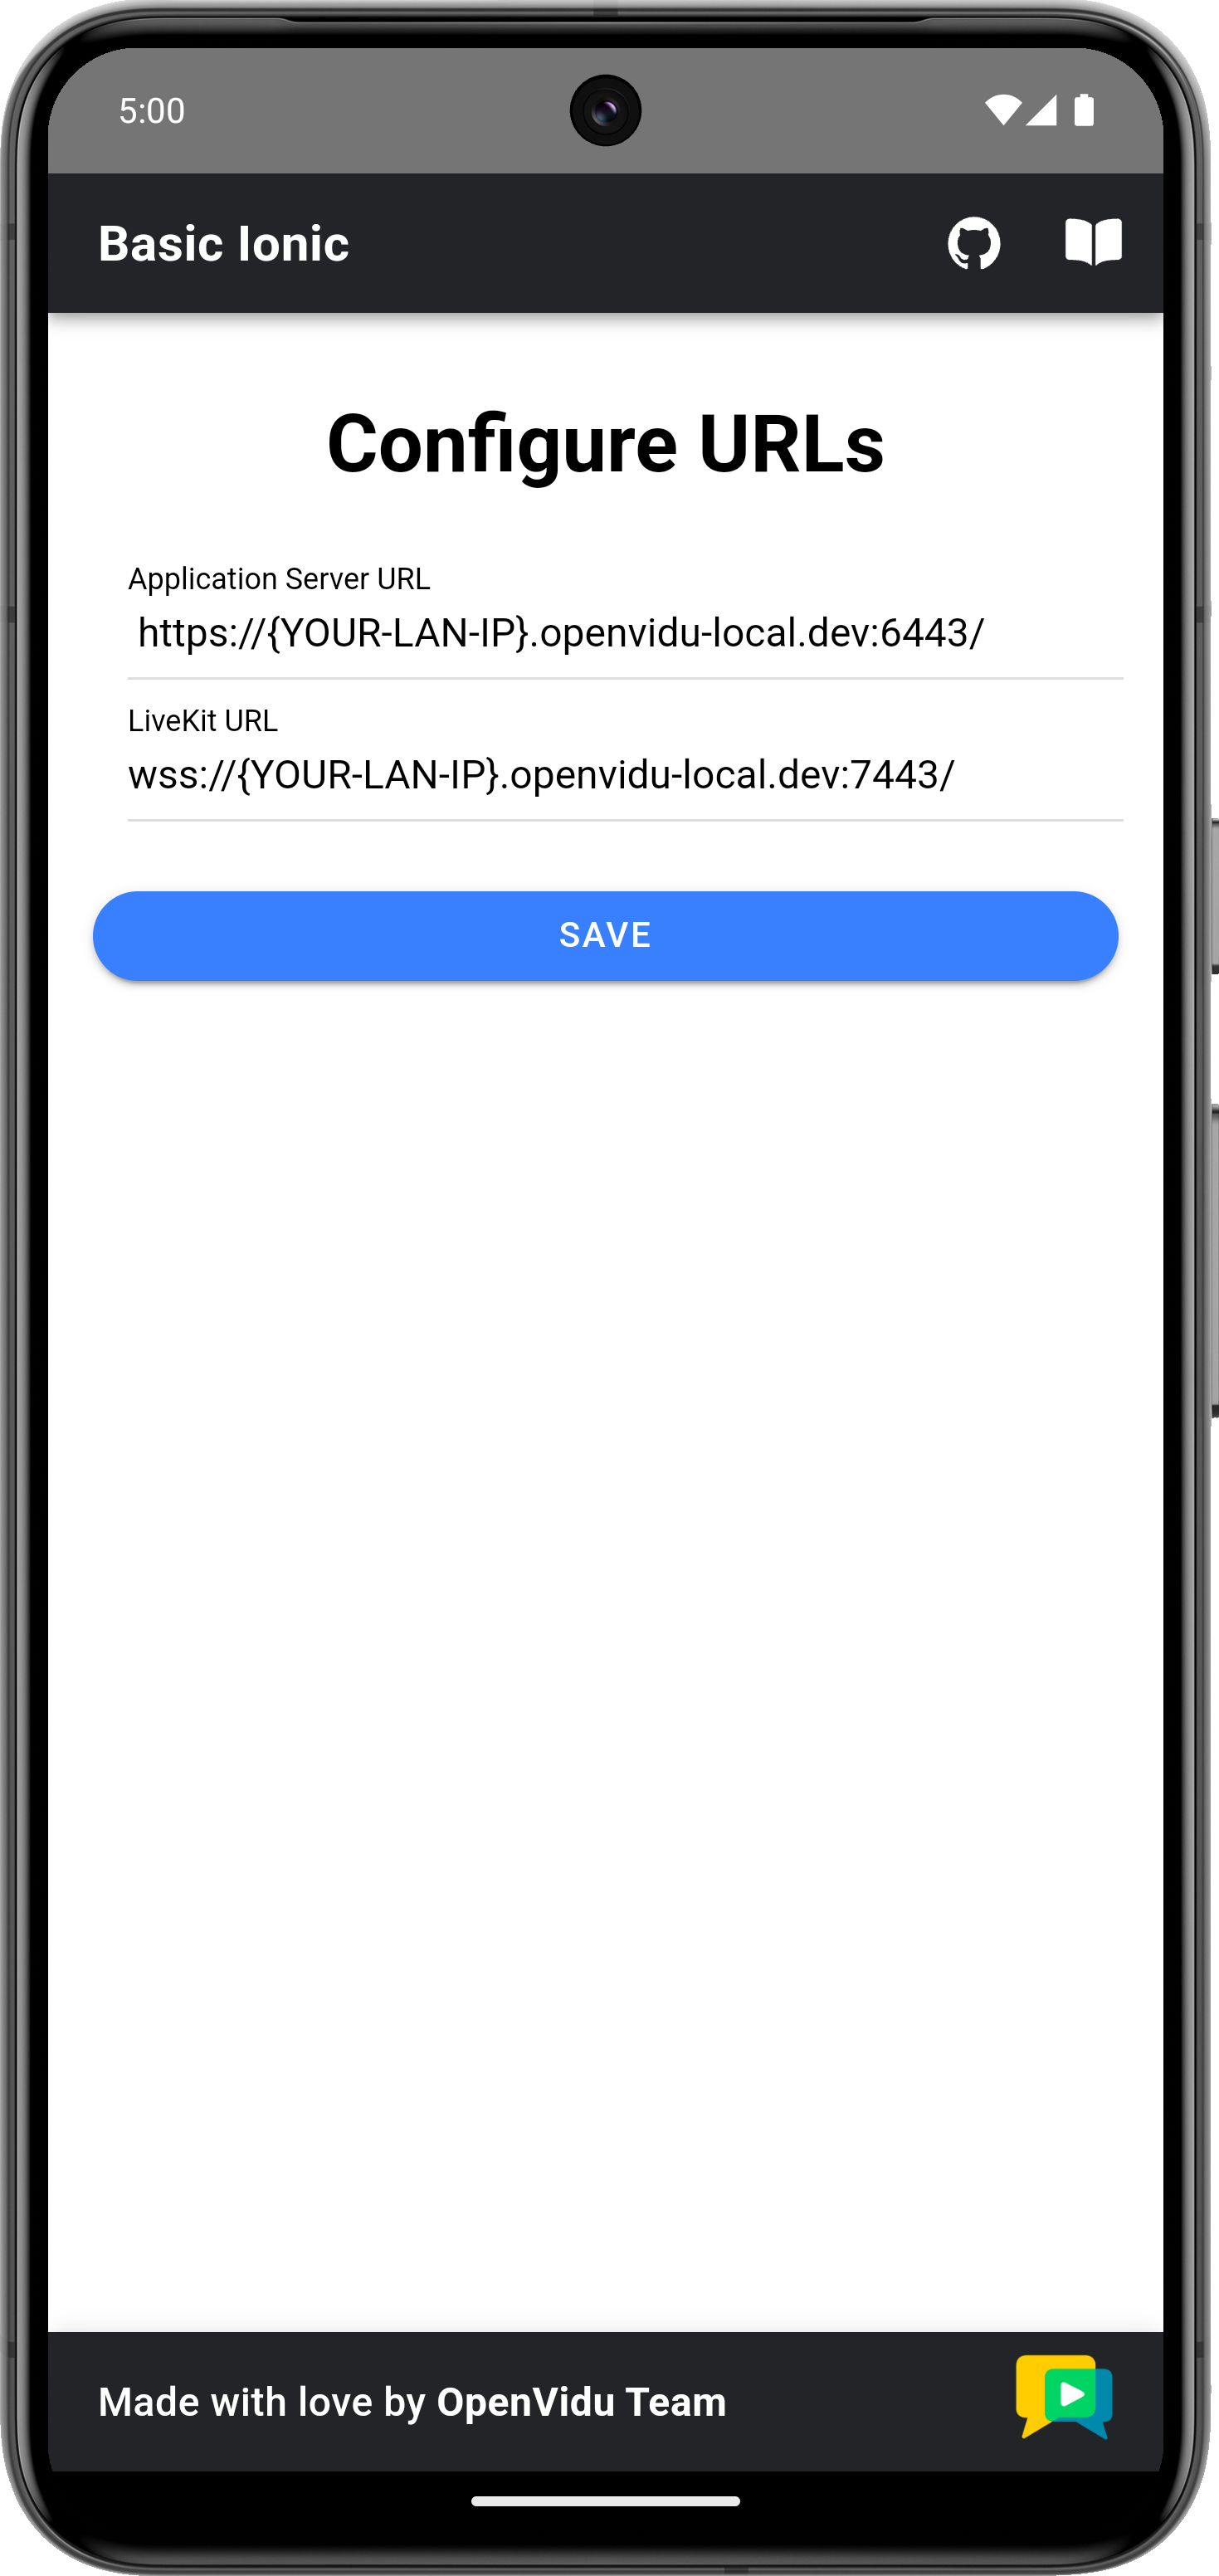 5:00
Basic Ionic
Configure URLs
Application Server URL
https://{YOUR-LAN-IP}.openvidu-local.dev:6443/
LiveKit URL
wss://{YOUR-LAN-IP}.openvidu-local.dev:7443/
SAVE
Made with love by OpenVidu Team